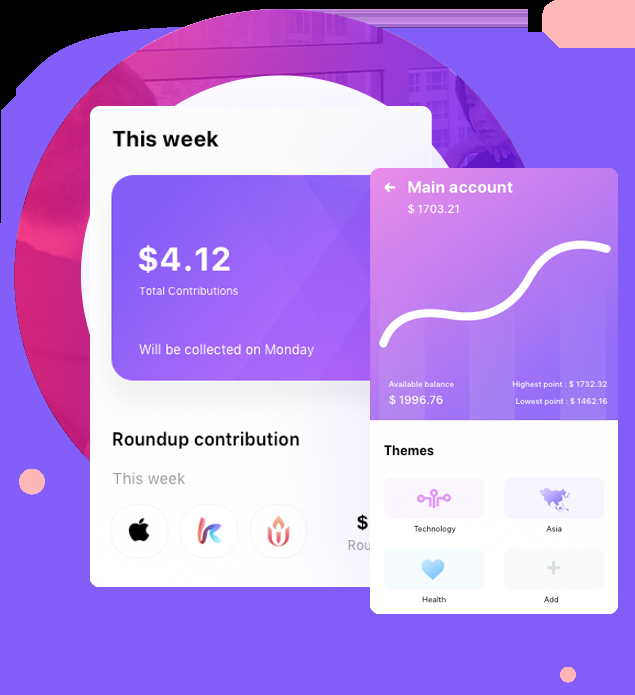 This week
$4.12
Total Contributions
Will be collected on Monday
Roundup contribution
This week
$
Rou
Main account
$ 1703.21
Available balance
$ 1996.76
Highest point : $ 1732.32
Lowest point : $ 1462.16
Themes
Technology
Asia
Health
Add